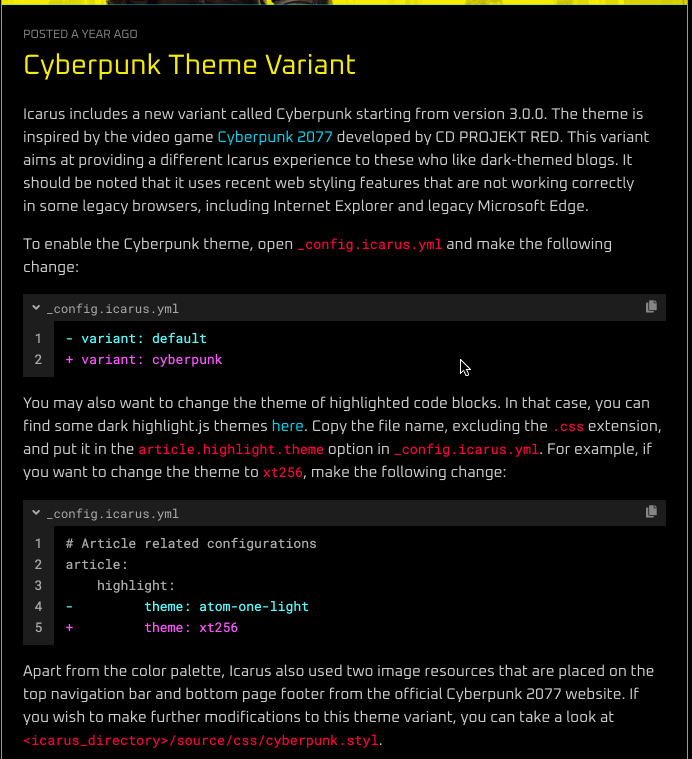 POSTED A YEAR AGO
Cyberpunk Theme Variant
Icarus includes a new variant called Cyberpunk starting from version 3.0.0. The theme is
inspired by the video game Cyberpunk 2077 developed by CD PROJEKT RED. This variant
aims at providing a different Icarus experience to these who like dark-themed blogs. It
should be noted that it uses recent web styling features that are not working correctly
in some legacy browsers, including Internet Explorer and legacy Microsoft Edge.
To enable the Cyberpunk theme, open _config.icarus.yml and make the following
change:
_config.icarus.yml
1 - variant: default
2 + variant: cyberpunk
You may also want to change the theme of highlighted code blocks. In that case, you can
find some dark highlight.js themes here. Copy the file name, excluding the .css extension,
and put it in the article.highlight.theme option in _config.icarus.yml. For example, if
you want to change the theme to xt256, make the following change:
_config.icarus.yml
1 # Article related configurations
2 article:
3     highlight:
4 -         theme: atom-one-light
5 +         theme: xt256
Apart from the color palette, Icarus also used two image resources that are placed on the
top navigation bar and bottom page footer from the official Cyberpunk 2077 website. If
you wish to make further modifications to this theme variant, you can take a look at
<icarus_directory>/source/css/cyberpunk.styl.